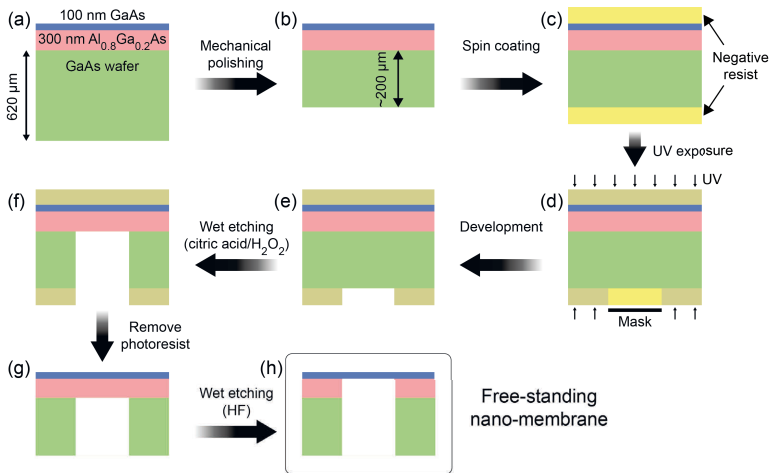 (a)
100 nm GaAs
300 nm Al0.8Ga0.2As
GaAs wafer
620 µm
Mechanical
polishing
(b)
~200 µm
Spin coating
(c)
Negative
resist
UV exposure
(d)
UV
Mask
Development
(e)
Wet etching
(citric acid/H2O2)
(f)
Remove
photoresist
(g)
Wet etching
(HF)
(h)
Free-standing
nano-membrane